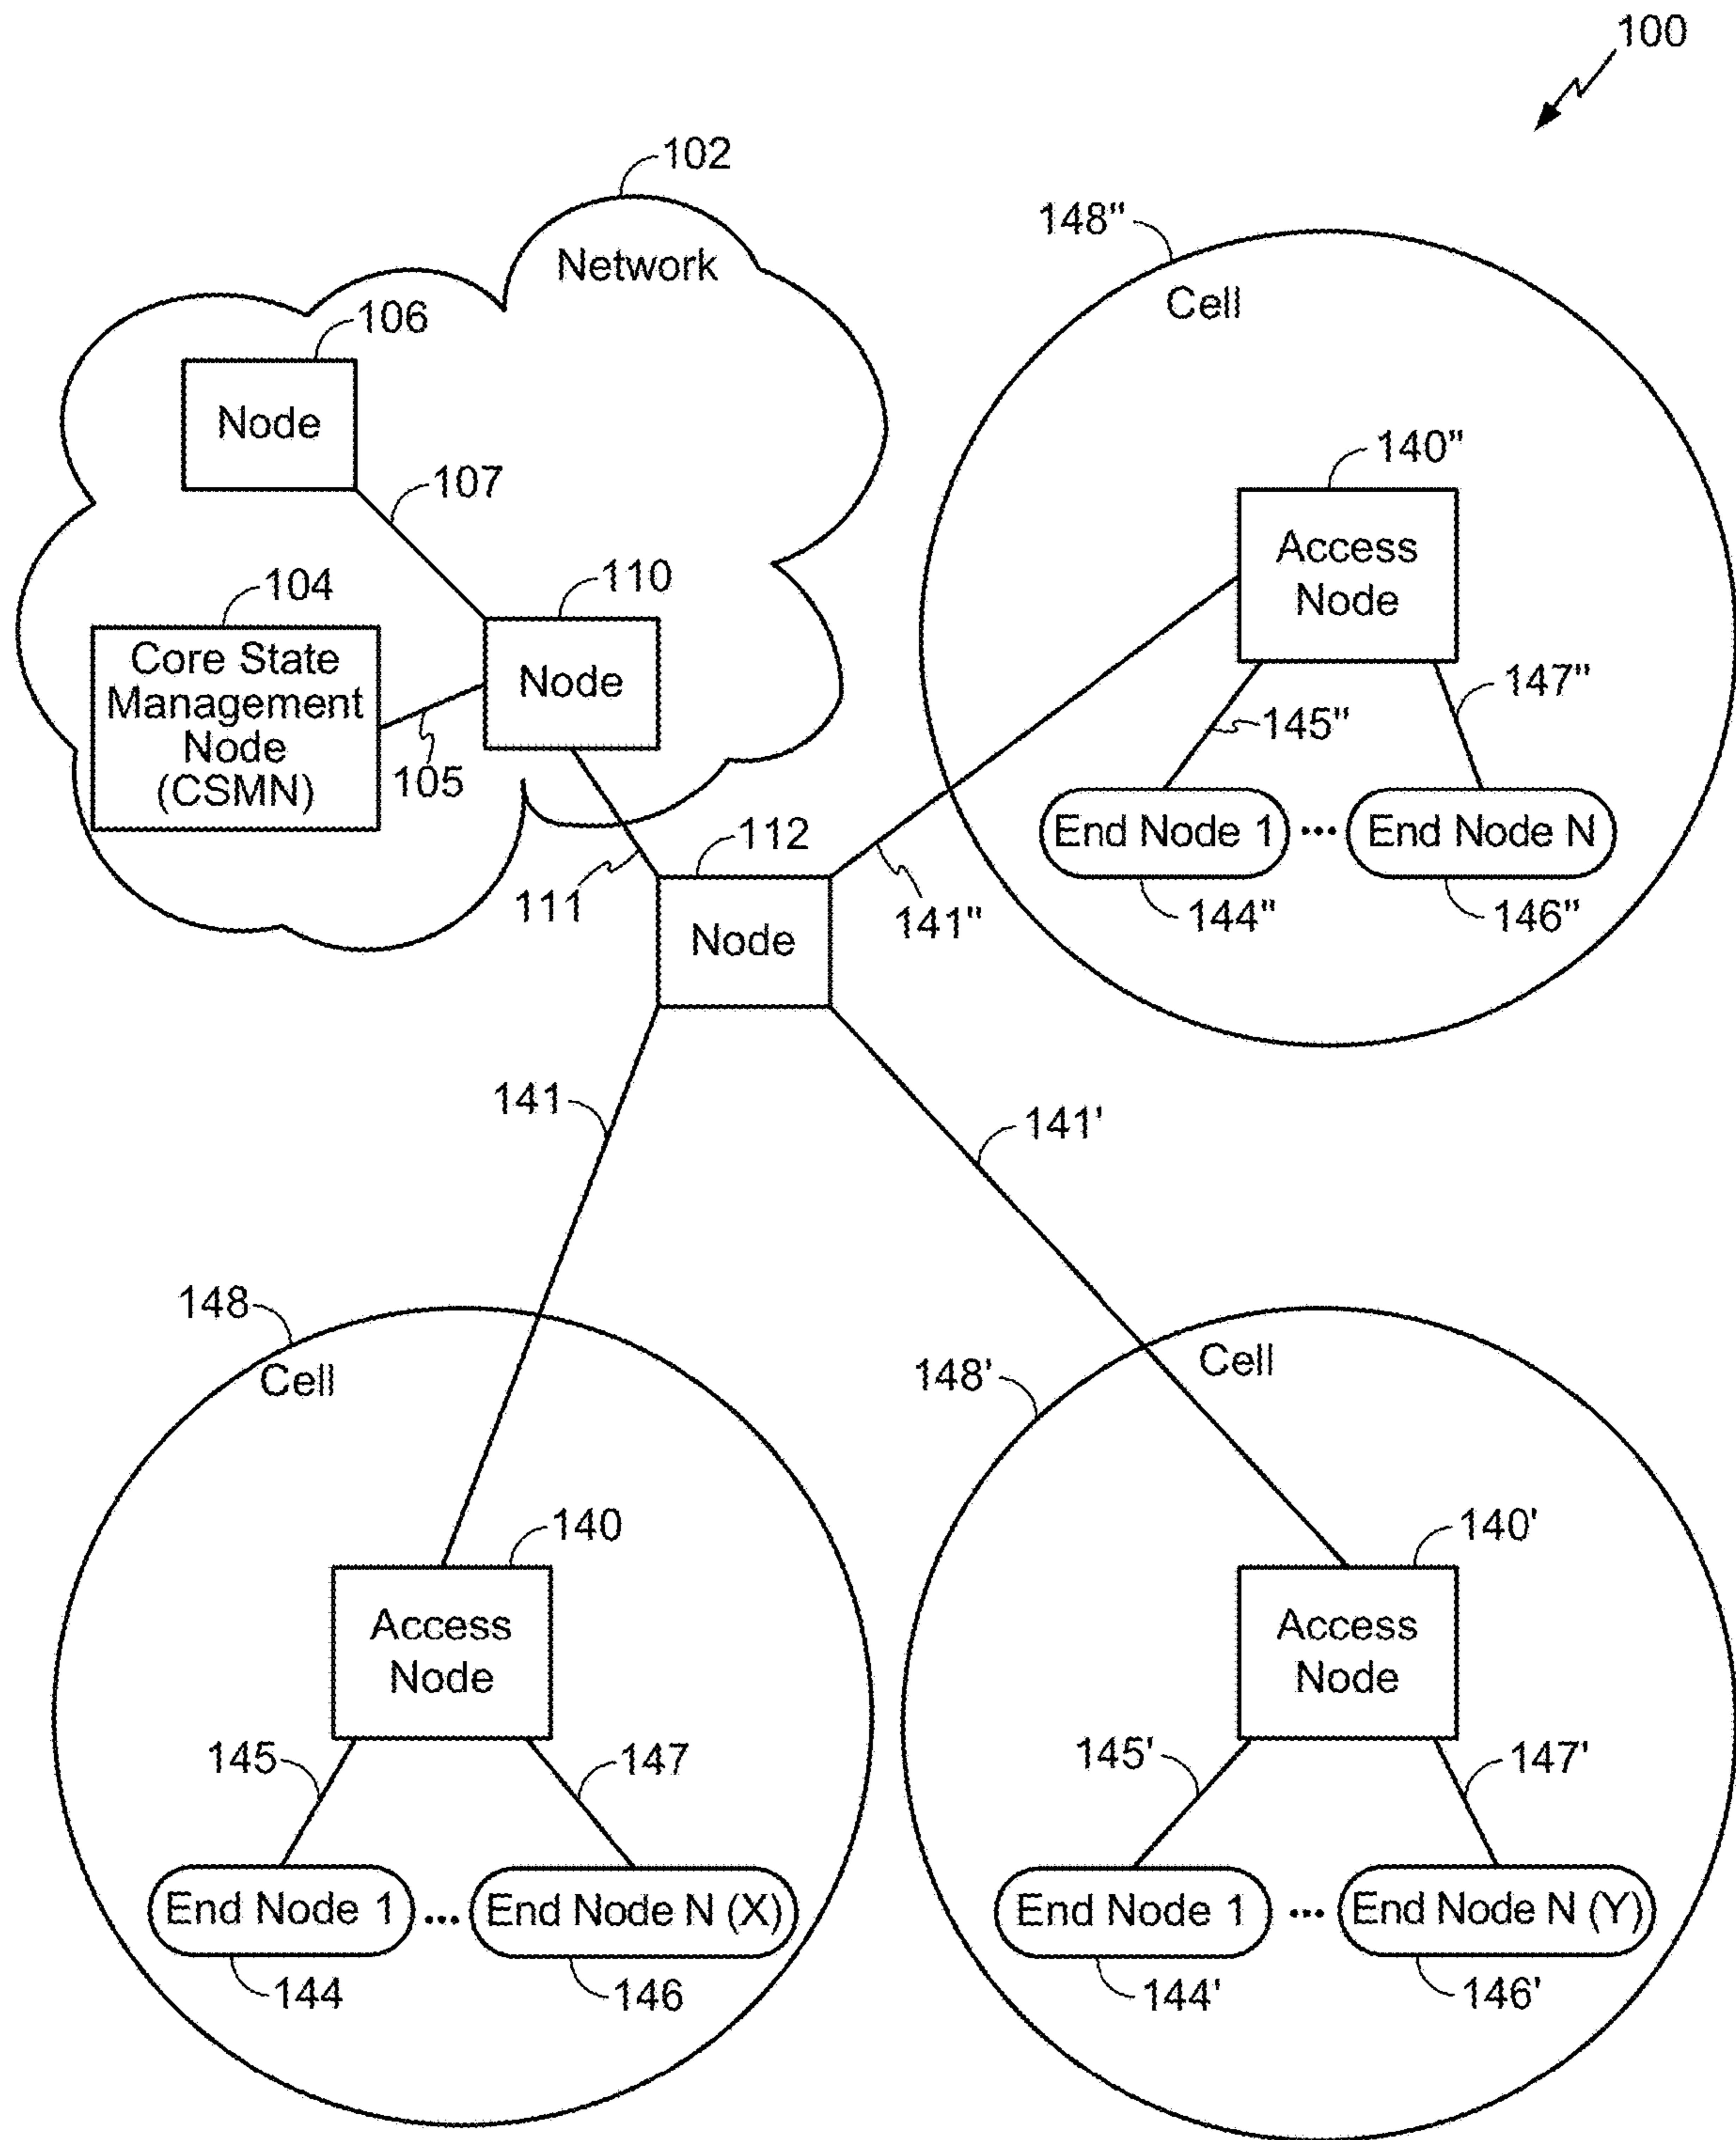 100
102
Network
148"
Cell
106
Node
107
140"
Access
Node
104
110
Core State
Management
Node
(CSMN)
Node
105
147"
145"
End Node 1 ... End Node N
144"
146"
112
111
Node
141"
141
141'
148
Cell
148'
Cell
140
Access
Node
140'
Access
Node
145
147
145'
147'
End Node 1 ... End Node N (X)
End Node 1 ... End Node N (Y)
144
146
144'
146'